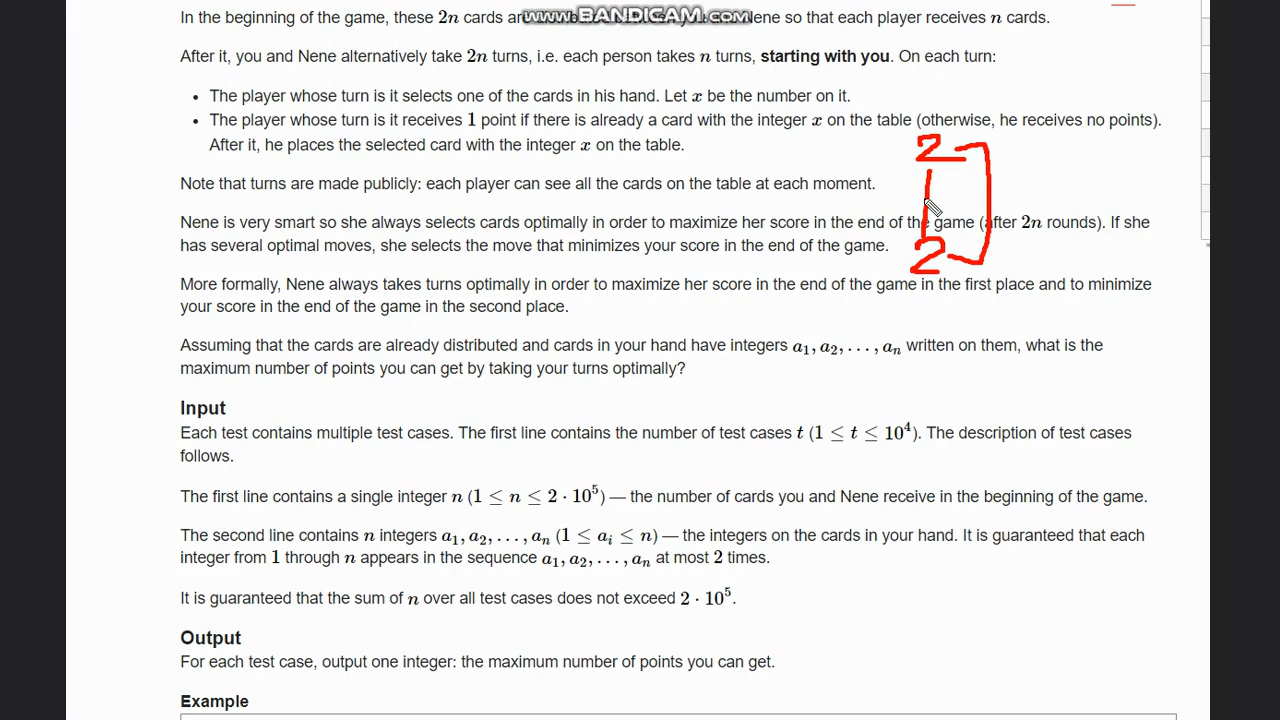 In the beginning of the game, these 2n cards are Nene so that each player receives n cards.
WWW.BANDICAM.COM
After it, you and Nene alternatively take 2n turns, i.e. each person takes n turns, starting with you. On each turn:
• The player whose turn is it selects one of the cards in his hand. Let x be the number on it.
• The player whose turn is it receives 1 point if there is already a card with the integer x on the table (otherwise, he receives no points).
After it, he places the selected card with the integer x on the table.
2
Note that turns are made publicly: each player can see all the cards on the table at each moment.
Nene is very smart so she always selects cards optimally in order to maximize her score in the end of the game (after 2n rounds). If she
has several optimal moves, she selects the move that minimizes your score in the end of the game.
2
More formally, Nene always takes turns optimally in order to maximize her score in the end of the game in the first place and to minimize
your score in the end of the game in the second place.
Assuming that the cards are already distributed and cards in your hand have integers a₁, a₂, . . . , aₙ written on them, what is the
maximum number of points you can get by taking your turns optimally?
Input
Each test contains multiple test cases. The first line contains the number of test cases t (1 ≤ t ≤ 10⁴). The description of test cases
follows.
The first line contains a single integer n (1 ≤ n ≤ 2 · 10⁵) — the number of cards you and Nene receive in the beginning of the game.
The second line contains n integers a₁, a₂, . . . , aₙ (1 ≤ aᵢ ≤ n) — the integers on the cards in your hand. It is guaranteed that each
integer from 1 through n appears in the sequence a₁, a₂, . . . , aₙ at most 2 times.
It is guaranteed that the sum of n over all test cases does not exceed 2 · 10⁵.
Output
For each test case, output one integer: the maximum number of points you can get.
Example